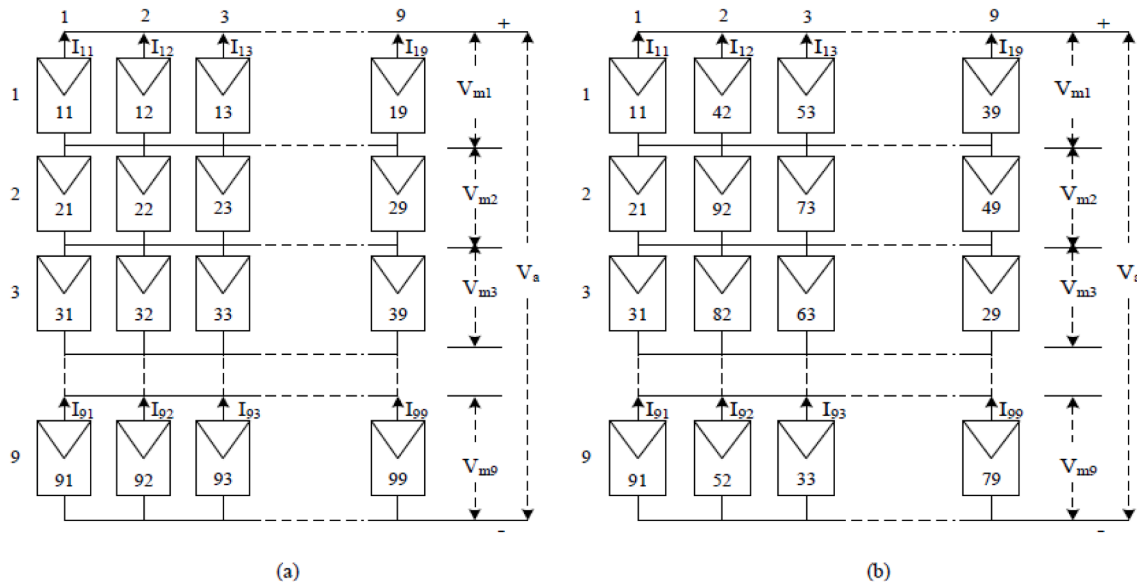 1 2 3 9 +
I11 I12 I13 I19
1 11 12 13 19 Vm1
2 21 22 23 29 Vm2
3 31 32 33 39 Vm3 Va
I91 I92 I93 I99
9 91 92 93 99 Vm9
-
(a)
1 2 3 9 +
I11 I12 I13 I19
1 11 42 53 39 Vm1
2 21 92 73 49 Vm2
3 31 82 63 29 Vm3 Va
I91 I92 I93 I99
9 91 52 33 79 Vm9
-
(b)